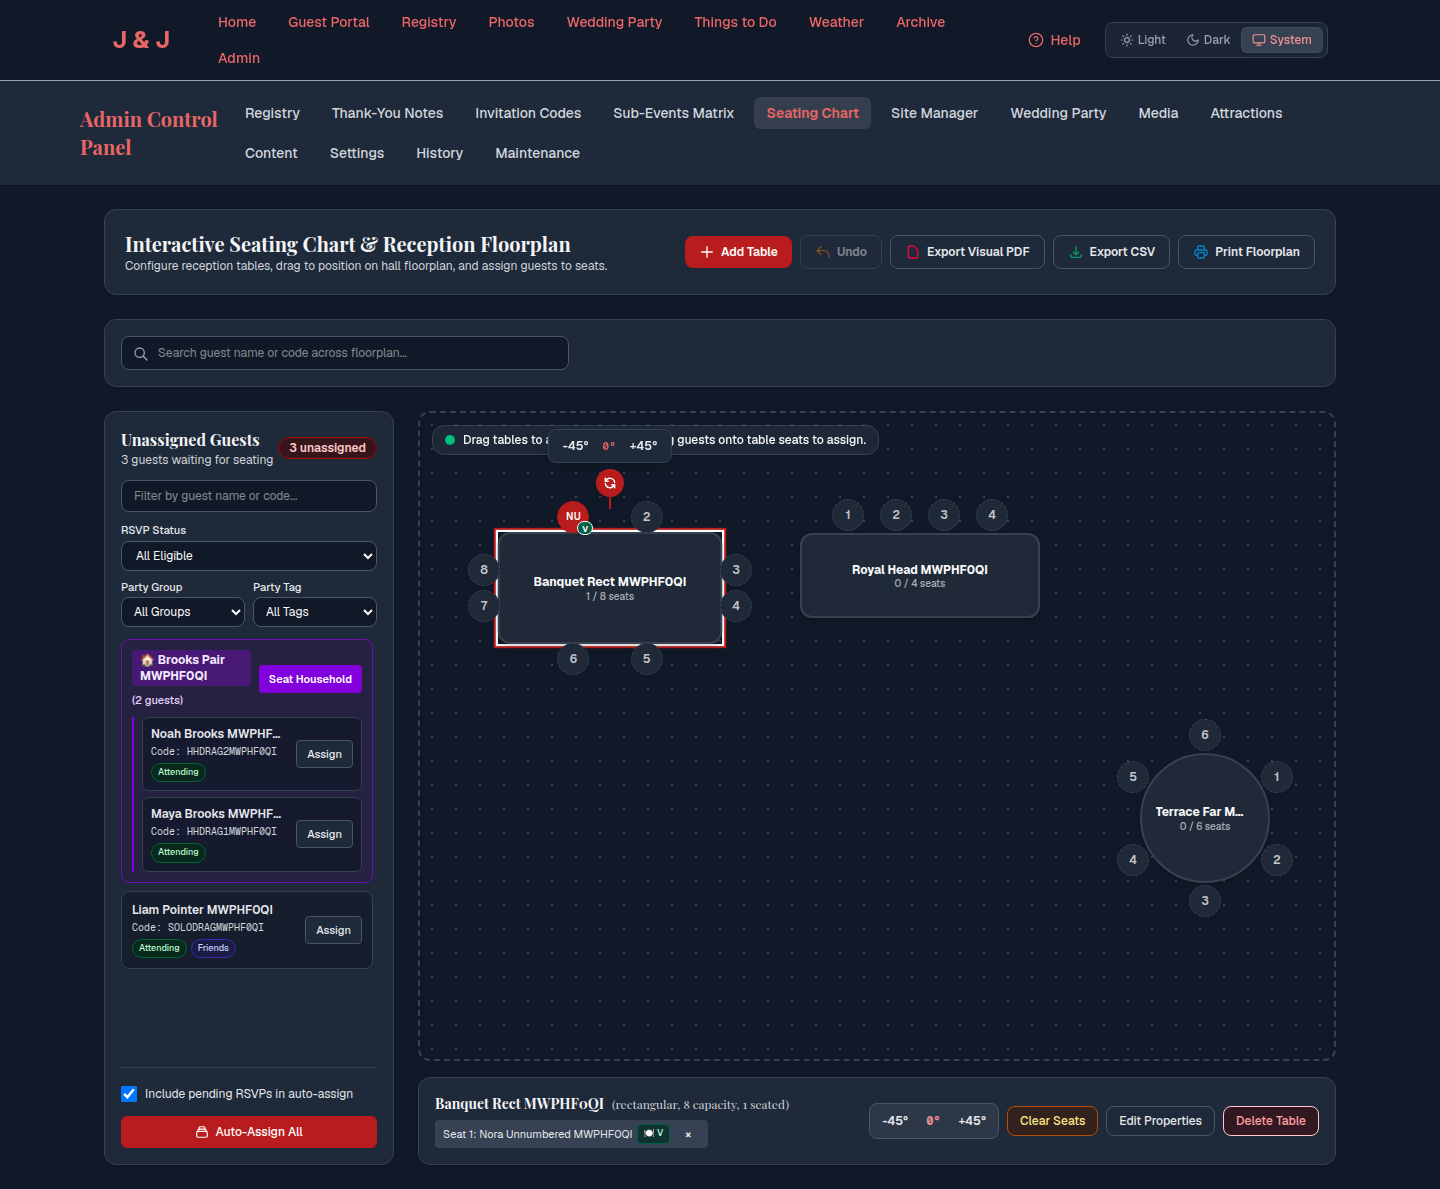 J & J
Home
Guest Portal
Registry
Photos
Wedding Party
Things to Do
Weather
Archive
Admin
Help
Light
Dark
System
Admin Control
Panel
Registry
Thank-You Notes
Invitation Codes
Sub-Events Matrix
Seating Chart
Site Manager
Wedding Party
Media
Attractions
Content
Settings
History
Maintenance
Interactive Seating Chart & Reception Floorplan
Configure reception tables, drag to position on hall floorplan, and assign guests to seats.
Add Table
Undo
Export Visual PDF
Export CSV
Print Floorplan
Search guest name or code across floorplan...
Unassigned Guests
3 guests waiting for seating
3 unassigned
Filter by guest name or code...
RSVP Status
All Eligible
Party Group
Party Tag
All Groups
All Tags
Brooks Pair
MWPHF0QI
(2 guests)
Seat Household
Noah Brooks MWPHF...
Code: HHDRAG2MWPHF0QI
Attending
Assign
Maya Brooks MWPHF...
Code: HHDRAG1MWPHF0QI
Attending
Assign
Liam Pointer MWPHF0QI
Code: SOLODRAGMWPHF0QI
Attending
Friends
Assign
Include pending RSVPs in auto-assign
Auto-Assign All
Drag tables to a
g guests onto table seats to assign.
-45°
0°
+45°
NU
V
2
8
3
Banquet Rect MWPHF0QI
1 / 8 seats
7
4
6
5
1
2
3
4
Royal Head MWPHF0QI
0 / 4 seats
6
5
1
Terrace Far M...
0 / 6 seats
4
2
3
Banquet Rect MWPHF0QI (rectangular, 8 capacity, 1 seated)
Seat 1: Nora Unnumbered MWPHF0QI
V
×
-45°
0°
+45°
Clear Seats
Edit Properties
Delete Table